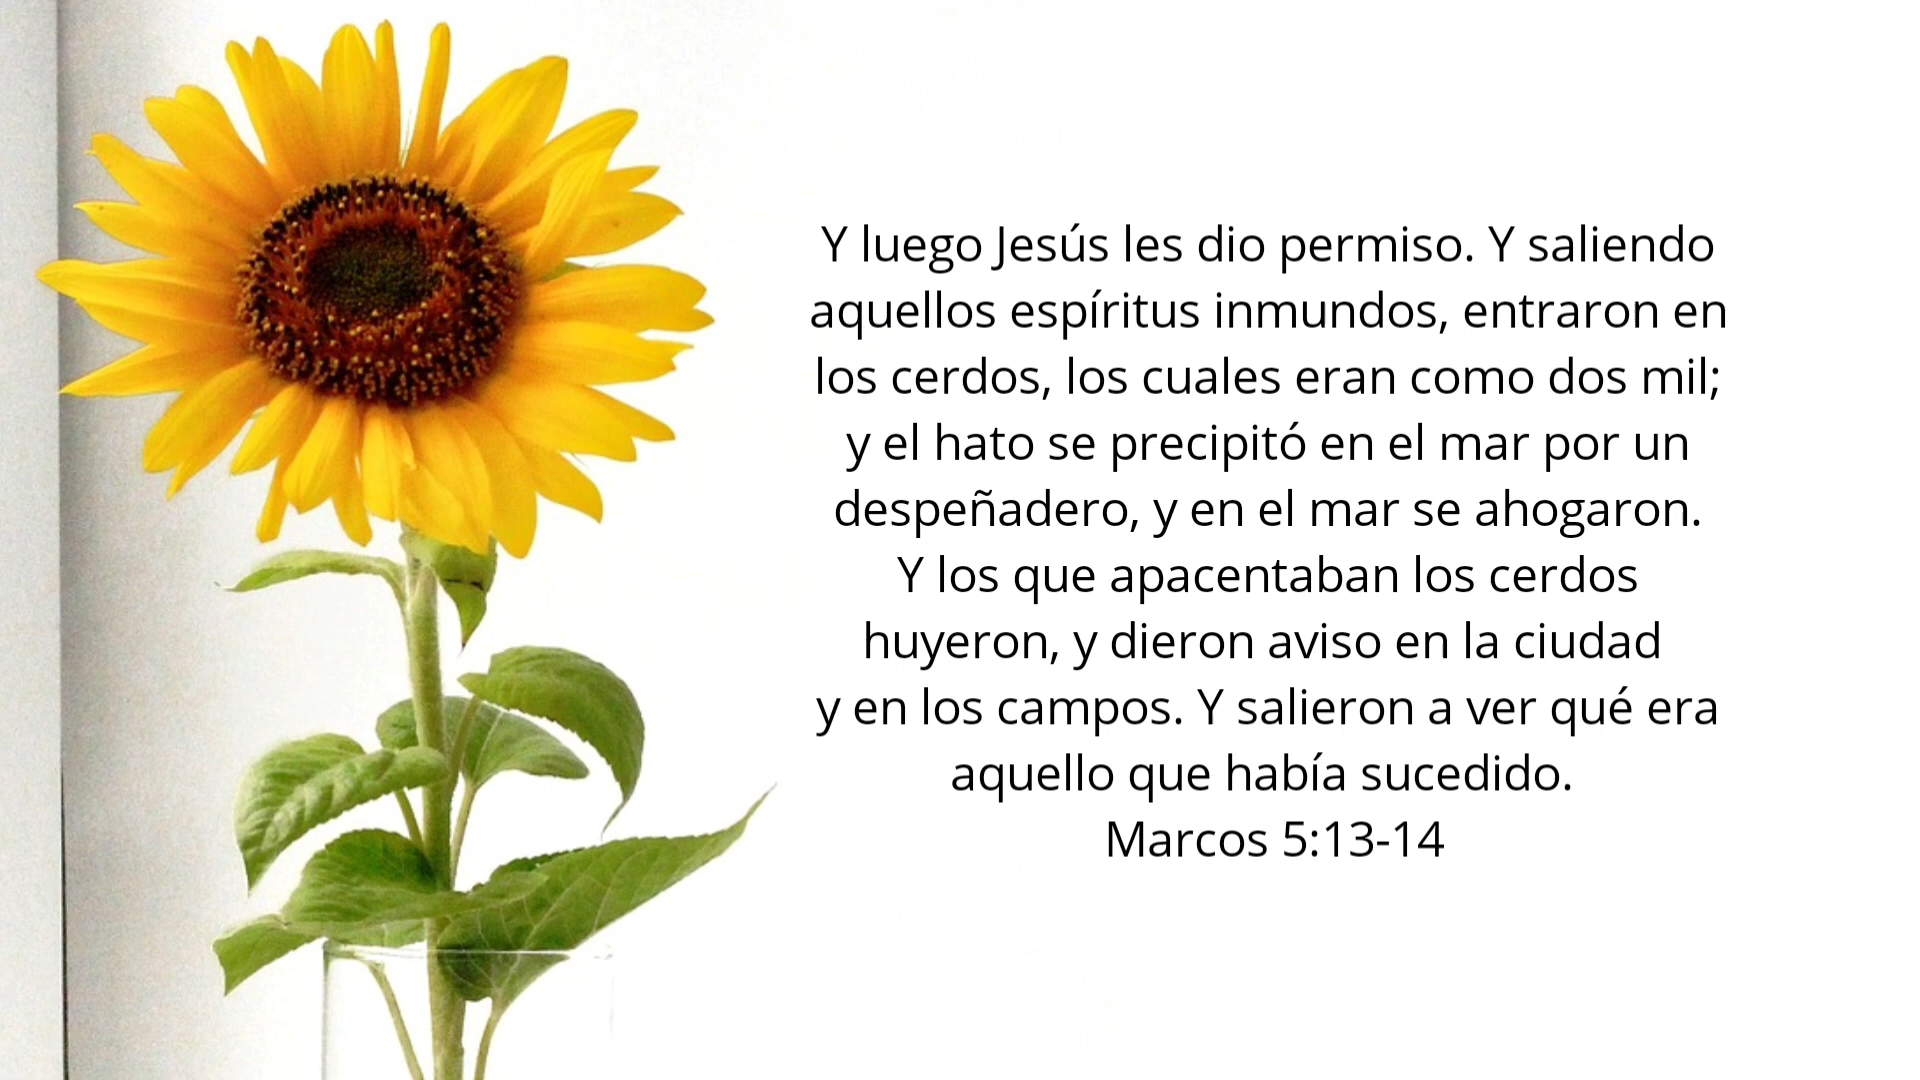 Y luego Jesús les dio permiso. Y saliendo
aquellos espíritus inmundos, entraron en
los cerdos, los cuales eran como dos mil;
y el hato se precipitó en el mar por un
despeñadero, y en el mar se ahogaron.
Y los que apacentaban los cerdos
huyeron, y dieron aviso en la ciudad
y en los campos. Y salieron a ver qué era
aquello que había sucedido.
Marcos 5:13-14